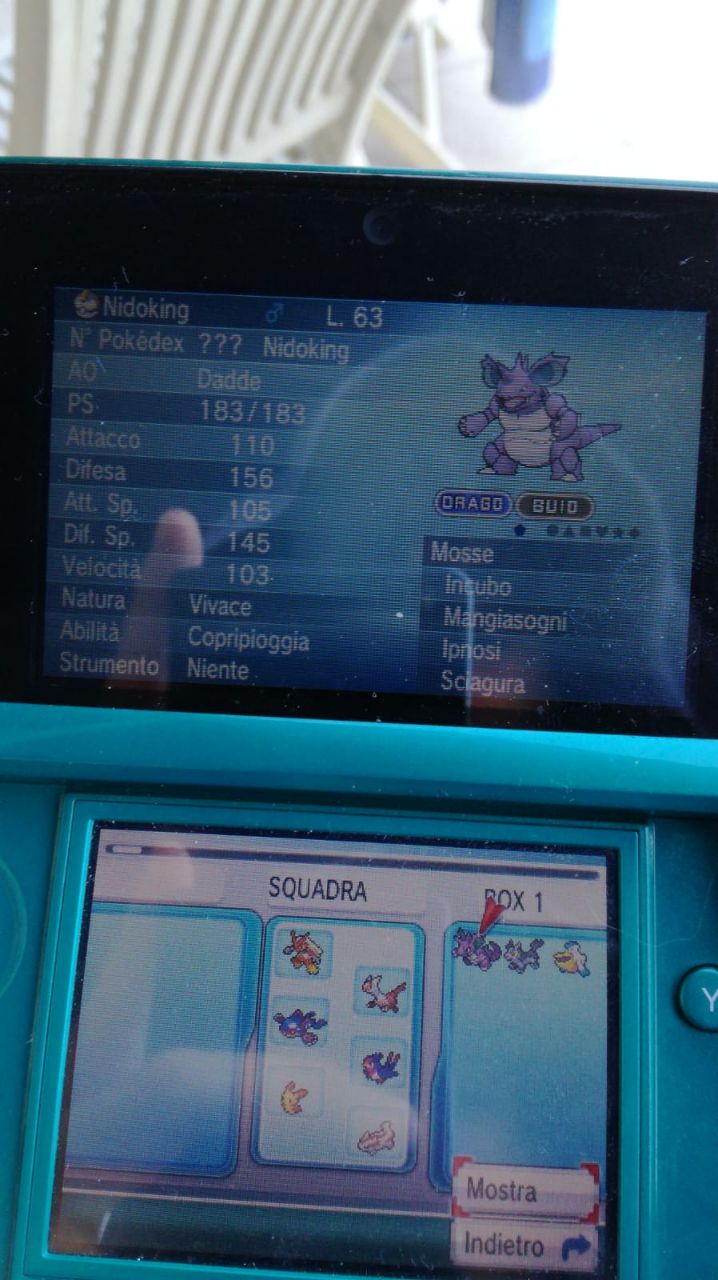 Nidoking ♂ L. 63
N° Pokédex ??? Nidoking
AO Dadde
PS 183/183
Attacco 110
Difesa 156
Att. Sp. 105
Dif. Sp. 145
Velocità 103
Natura Vivace
Abilità Copripioggia
Strumento Niente
DRAGO BUIO
Mosse
Incubo
Mangiasogni
Ipnosi
Sciagura
SQUADRA
BOX 1
Mostra
Indietro
Y